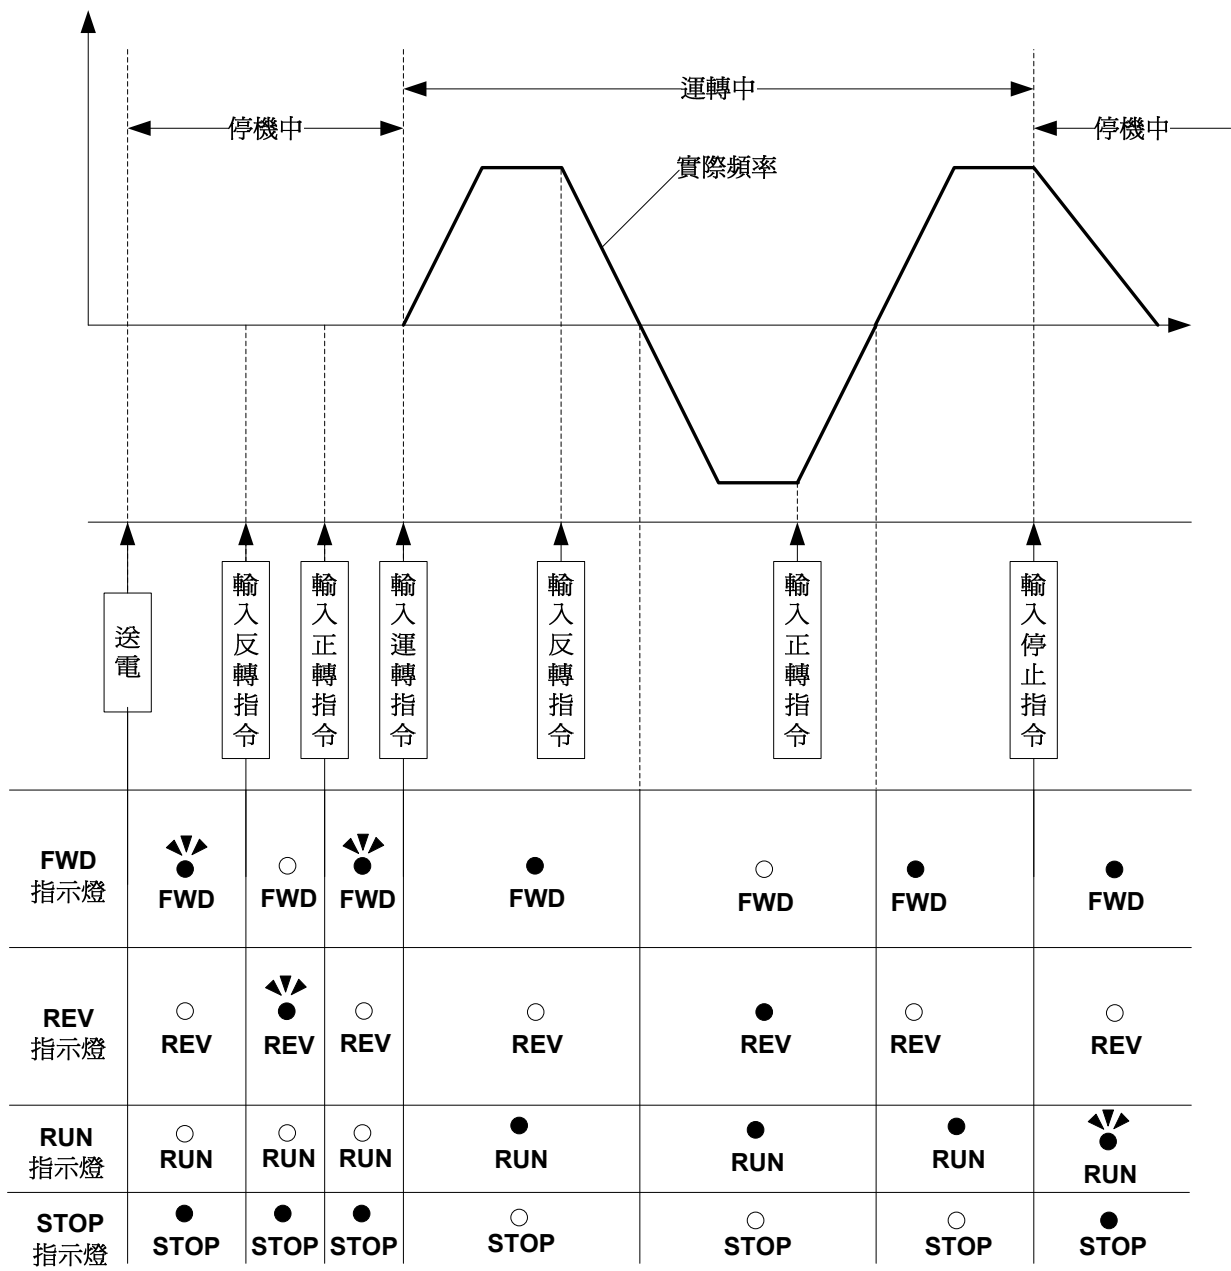 運轉中
停機中
停機中
實際頻率
送電
輸入反轉指令
輸入正轉指令
輸入運轉指令
輸入反轉指令
輸入正轉指令
輸入停止指令
FWD
指示燈
FWD
FWD
FWD
FWD
FWD
FWD
FWD
REV
指示燈
REV
REV
REV
REV
REV
REV
REV
RUN
指示燈
RUN
RUN
RUN
RUN
RUN
RUN
RUN
STOP
指示燈
STOP
STOP
STOP
STOP
STOP
STOP
STOP